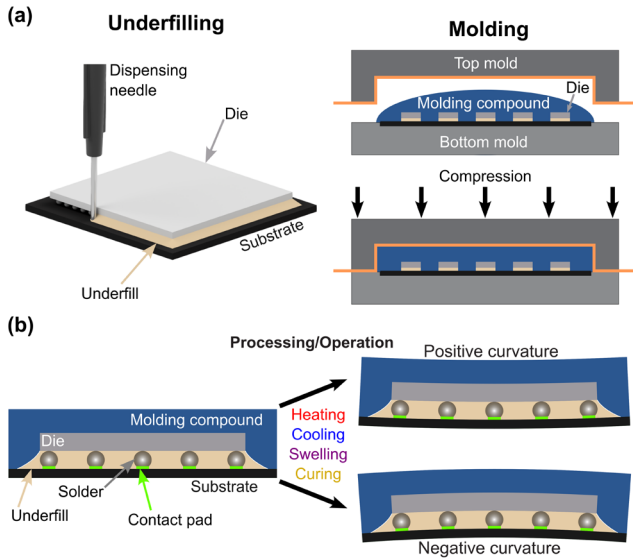 (a)
Underfilling
Dispensing
needle
Die
Substrate
Underfill
Molding
Top mold
Die
Molding compound
Bottom mold
Compression
(b)
Processing/Operation
Molding compound
Die
Solder
Substrate
Underfill
Contact pad
Heating
Cooling
Swelling
Curing
Positive curvature
Negative curvature